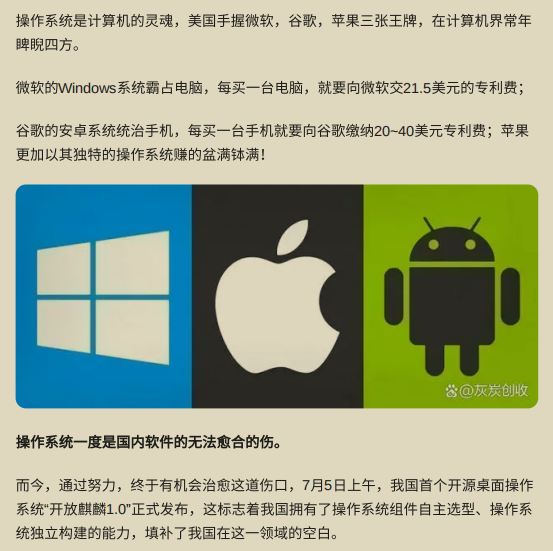 操作系统是计算机的灵魂，美国手握微软，谷歌，苹果三张王牌，在计算机界常年
睥睨四方。
微软的Windows系统霸占电脑，每买一台电脑，就要向微软交21.5美元的专利费；
谷歌的安卓系统统治手机，每买一台手机就要向谷歌缴纳20~40美元专利费；苹果
更加以其独特的操作系统赚的盆满钵满！
@灰炭创收
操作系统一度是国内软件的无法愈合的伤。
而今，通过努力，终于有机会治愈这道伤口，7月5日上午，我国首个开源桌面操作
系统“开放麒麟1.0”正式发布，这标志着我国拥有了操作系统组件自主选型、操作系
统独立构建的能力，填补了我国在这一领域的空白。